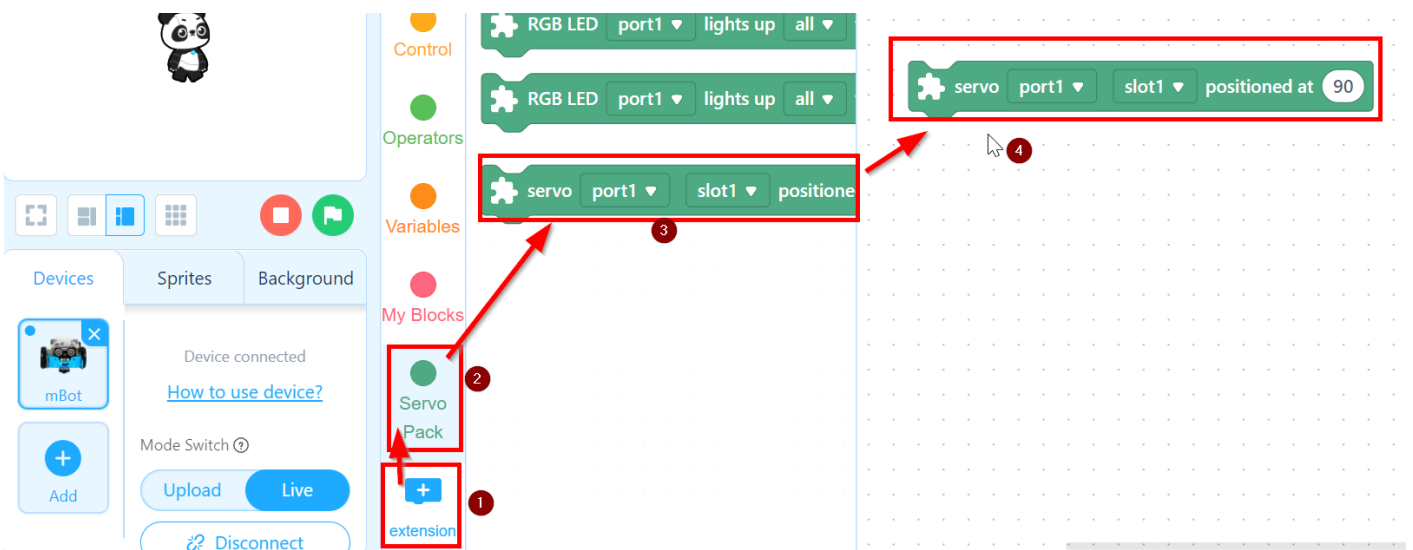 Control
Operators
Variables
My Blocks
Servo
Pack
extension
RGB LED port1 ▼ lights up all ▼
RGB LED port1 ▼ lights up all ▼
servo port1 ▼ slot1 ▼ positione
servo port1 ▼ slot1 ▼ positioned at 90
4
3
2
1
Devices Sprites Background
mBot
Add
Device connected
How to use device?
Mode Switch ?
Upload Live
Disconnect